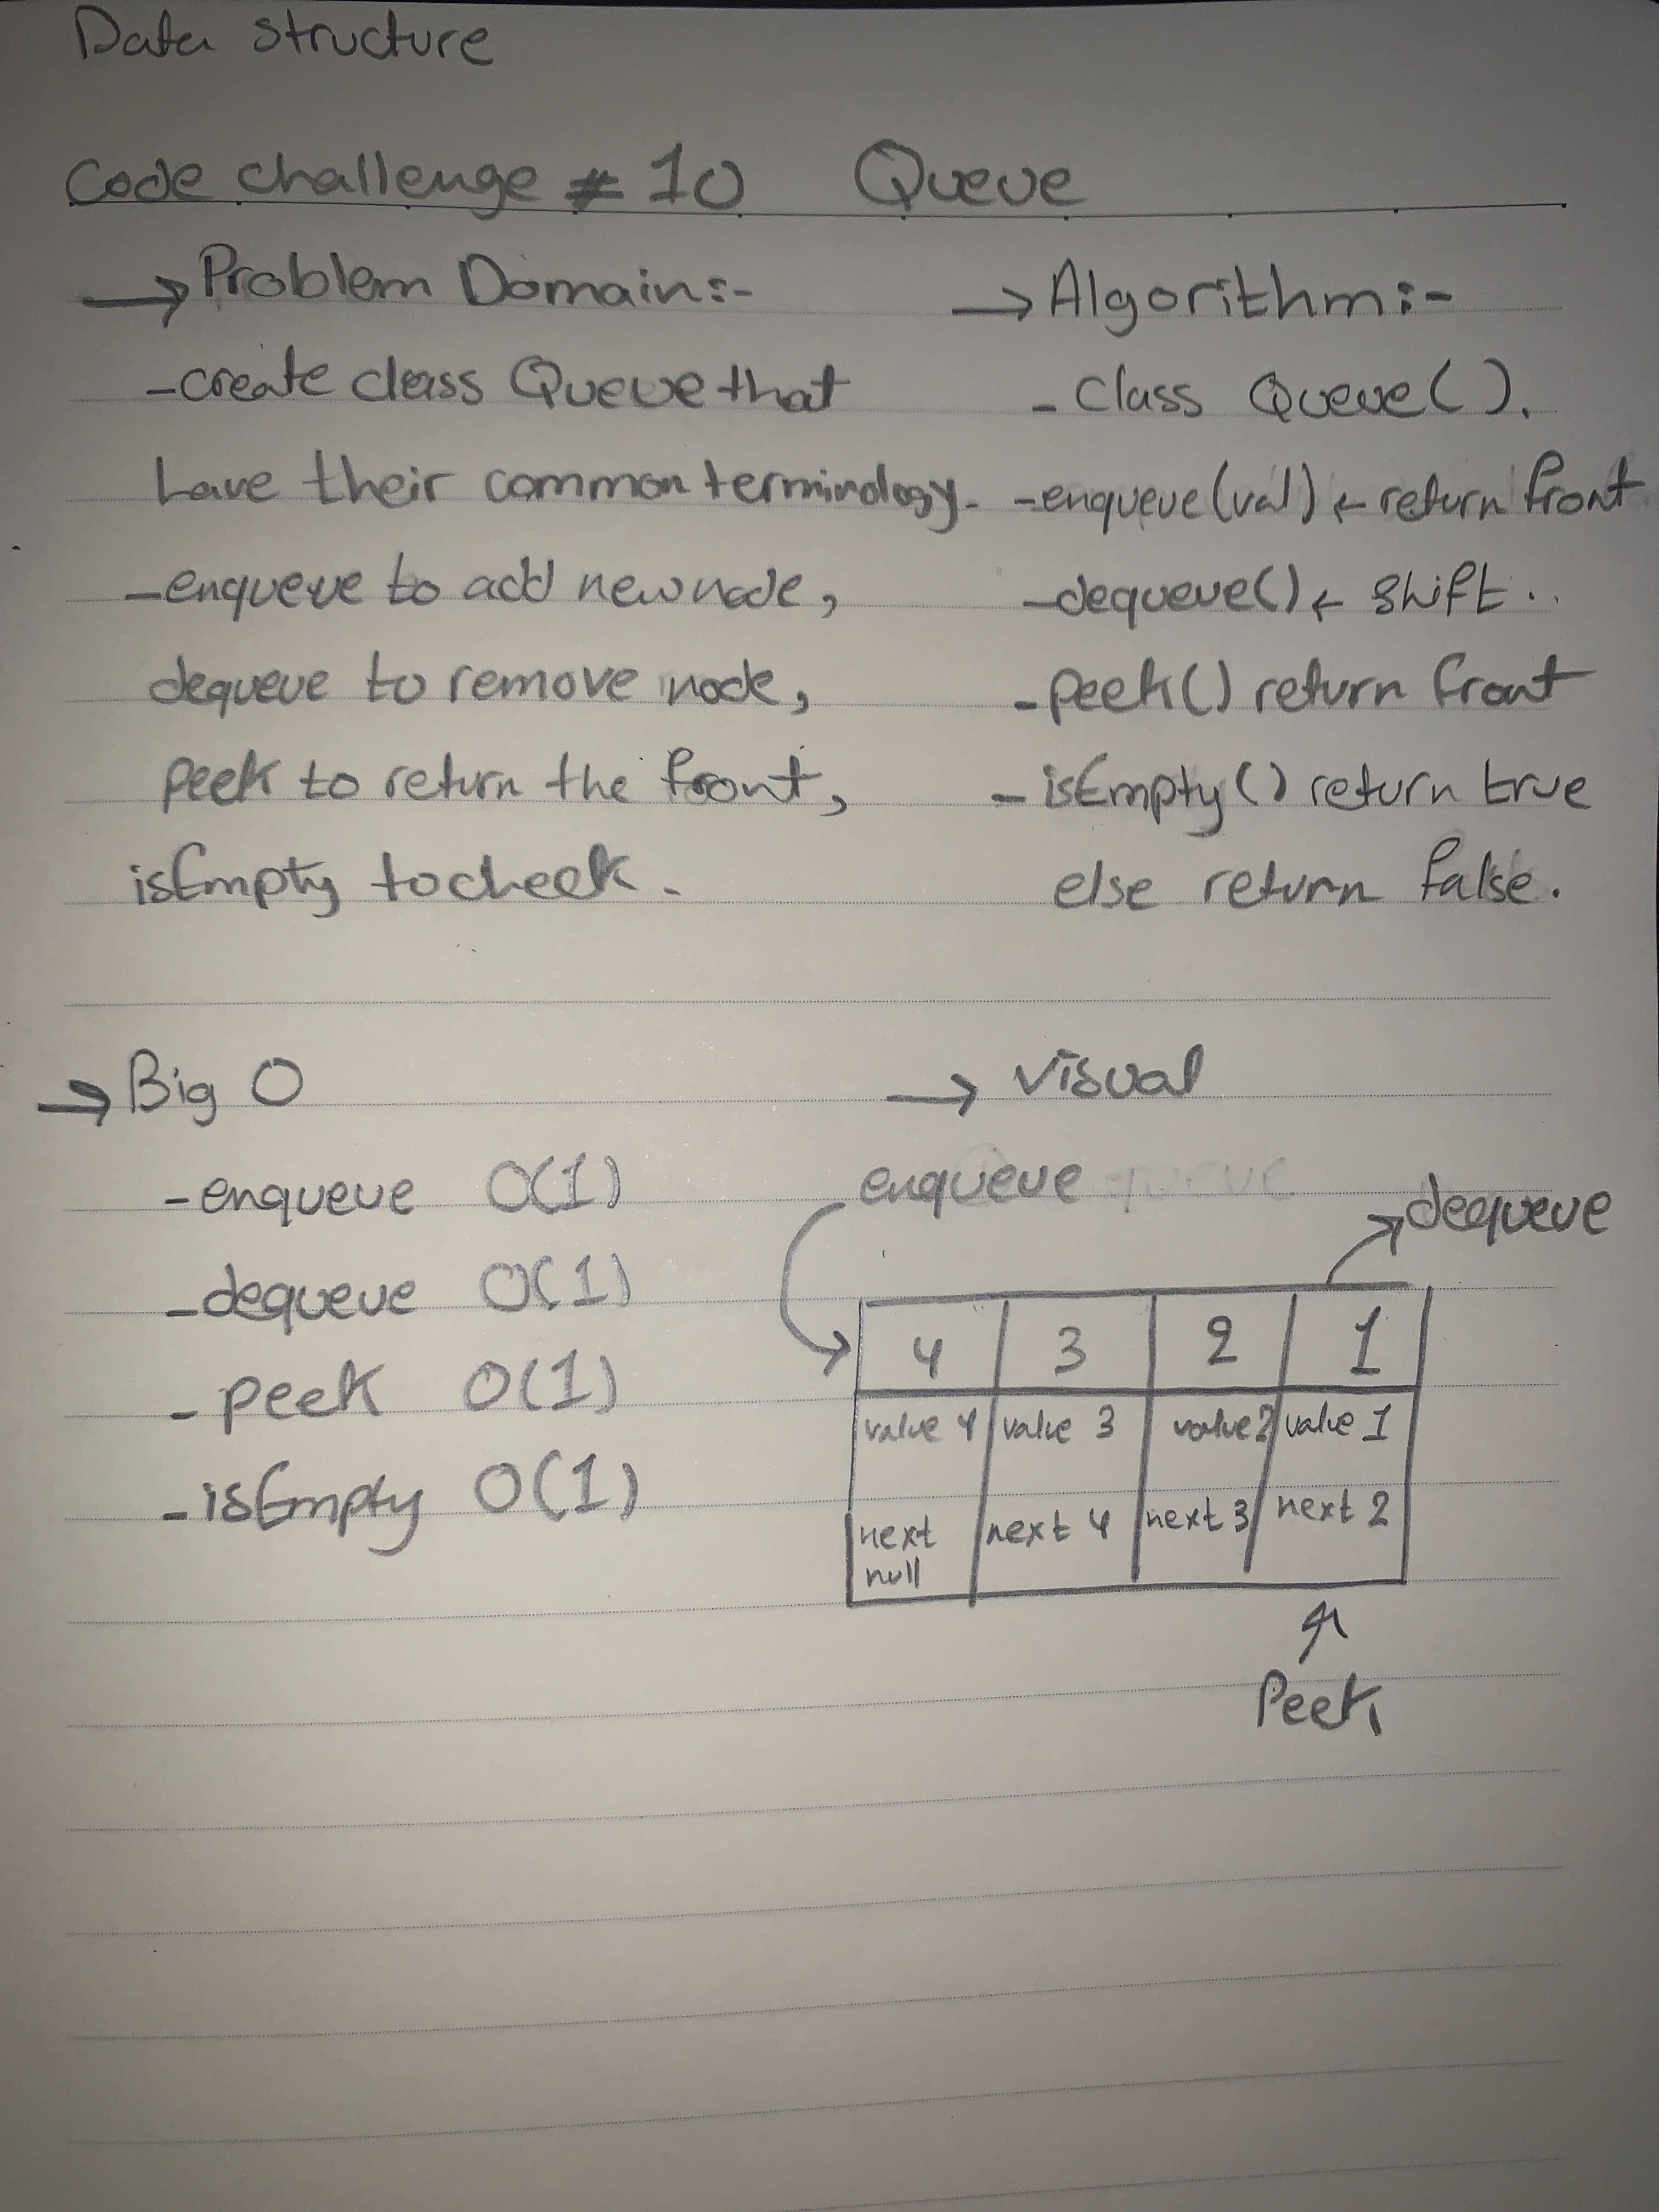 Data structure
Code challenge # 10 Queue
→ Problem Domain:-
- create class Queue that
have their common terminology.
- enqueue to add new node,
dequeue to remove node,
peek to return the front,
isEmpty to check.
→ Algorithm:-
- Class Queue().
- enqueue(val) ← return front
- dequeue() ← shift..
- peek() return front
- isEmpty() return true
else return false.
→ Big O
- enqueue O(1)
- dequeue O(1)
- peek O(1)
- isEmpty O(1)
→ visual
enqueue
dequeue
4 3 2 1
value 4 value 3 value 2 value 1
next null next 4 next 3 next 2
Peek